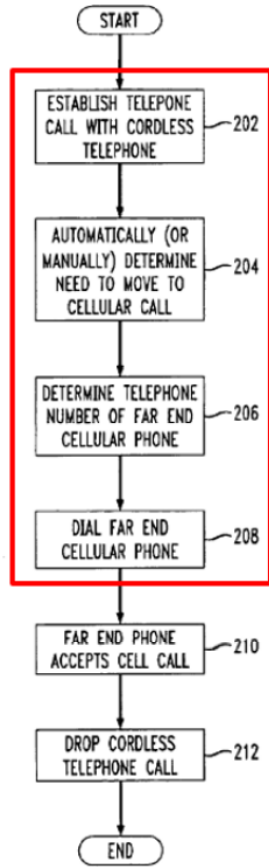 START
ESTABLISH TELEPONE
CALL WITH CORDLESS
TELEPHONE
202
AUTOMATICALLY (OR
MANUALLY) DETERMINE
NEED TO MOVE TO
CELLULAR CALL
204
DETERMINE TELEPHONE
NUMBER OF FAR END
CELLULAR PHONE
206
DIAL FAR END
CELLULAR PHONE
208
FAR END PHONE
ACCEPTS CELL CALL
210
DROP CORDLESS
TELEPHONE CALL
212
END